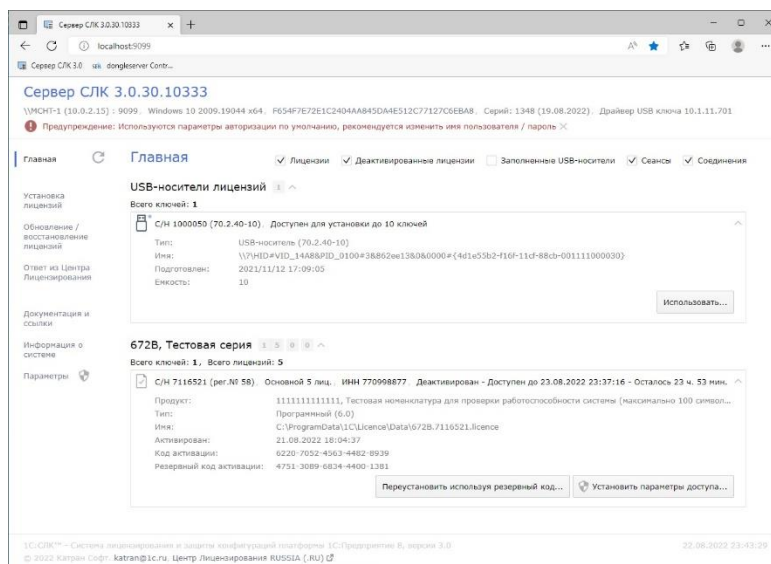 Сервер СЛК 3.0.30.10333
localhost:9099
Сервер СЛК 3.0 dongleserver Contr...
Сервер СЛК 3.0.30.10333
\\МСНТ-1 (10.0.2.15) : 9099, Windows 10 2009.19044 x64, F654F7E72E1C2404AA845DA4E512C77127C6EBA8, Серий: 1348 (19.08.2022), Драйвер USB ключа 10.1.11.701
Предупреждение: Используются параметры авторизации по умолчанию, рекомендуется изменить имя пользователя / пароль
Главная
Установка лицензий
Обновление / восстановление лицензий
Ответ из Центра Лицензирования
Документация и ссылки
Информация о системе
Параметры
Главная
Лицензии Деактивированные лицензии Заполненные USB-носители Сеансы Соединения
USB-носители лицензий 1
Всего ключей: 1
С/Н 1000050 (70.2.40-10), Доступен для установки до 10 ключей
Тип: USB-носитель (70.2.40-10)
Имя: \\?\HID#VID_14A8&PID_0100#3&862ee13&0&0000#{4d1e55b2-f16f-11cf-88cb-001111000030}
Подготовлен: 2021/11/12 17:09:05
Емкость: 10
Использовать...
672B, Тестовая серия 1 5 0 0
Всего ключей: 1, Всего лицензий: 5
С/Н 7116521 (рег.№ 58), Основной 5 лиц., ИНН 770998877, Деактивирован - Доступен до 23.08.2022 23:37:16 - Осталось 23 ч. 53 мин.
Продукт: 1111111111111, Тестовая номенклатура для проверки работоспособности системы (максимально 100 символ...
Тип: Программный (6.0)
Имя: C:\ProgramData\1C\Licence\Data\672B.7116521.licence
Активирован: 21.08.2022 18:04:37
Код активации: 6220-7052-4563-4482-8939
Резервный код активации: 4751-3089-6834-4400-1381
Переустановить используя резервный код... Установить параметры доступа...
1С:СЛК™ – Система лицензирования и защиты конфигураций платформы 1С:Предприятие 8, версии 3.0. 22.08.2022 23:43:29
© 2022 Катран Софт. katran@1c.ru. Центр Лицензирования RUSSIA (.RU)